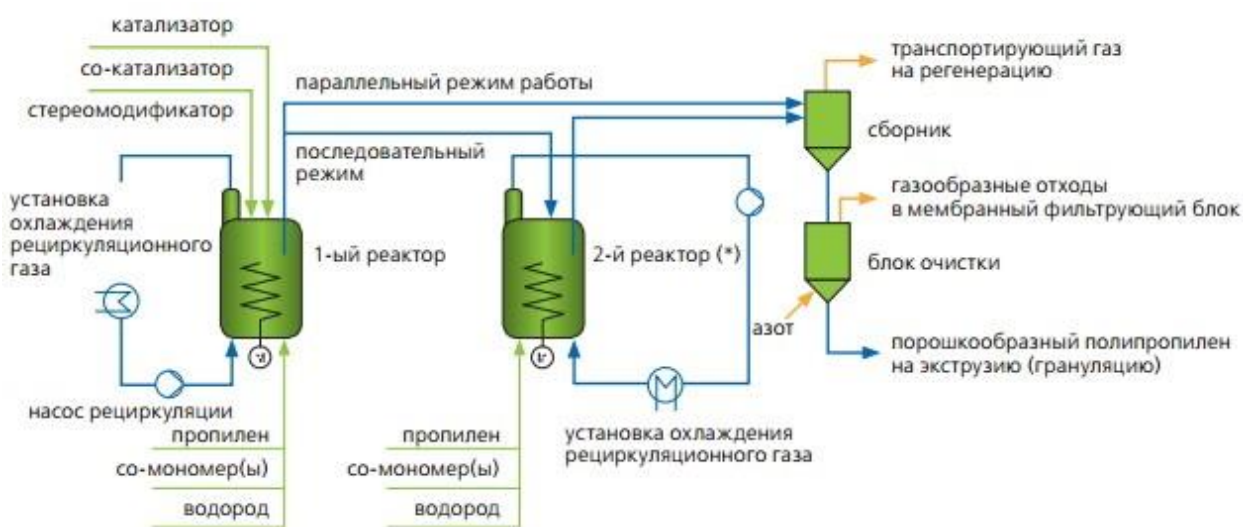 катализатор
со-катализатор
стереомодификатор
параллельный режим работы
последовательный
режим
транспортирующий газ
на регенерацию
сборник
газообразные отходы
в мембранный фильтрующий блок
установка
охлаждения
рециркуляционного
газа
1-ый реактор
2-й реактор (*)
блок очистки
азот
порошкообразный полипропилен
на экструзию (грануляцию)
насос рециркуляции
установка охлаждения
рециркуляционного газа
пропилен
со-мономер(ы)
водород
пропилен
со-мономер(ы)
водород